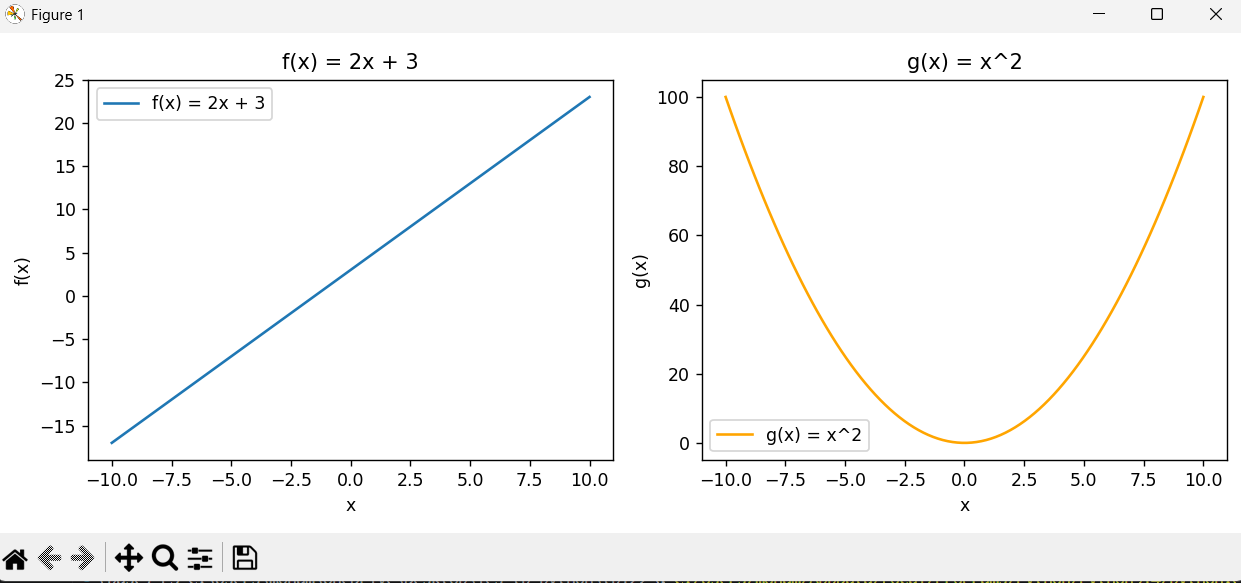 Figure 1
f(x) = 2x + 3
f(x) = 2x + 3
25
20
15
10
5
0
−5
−10
−15
f(x)
−10.0 −7.5 −5.0 −2.5 0.0 2.5 5.0 7.5 10.0
x
g(x) = x^2
100
80
60
40
20
0
g(x)
g(x) = x^2
−10.0 −7.5 −5.0 −2.5 0.0 2.5 5.0 7.5 10.0
x